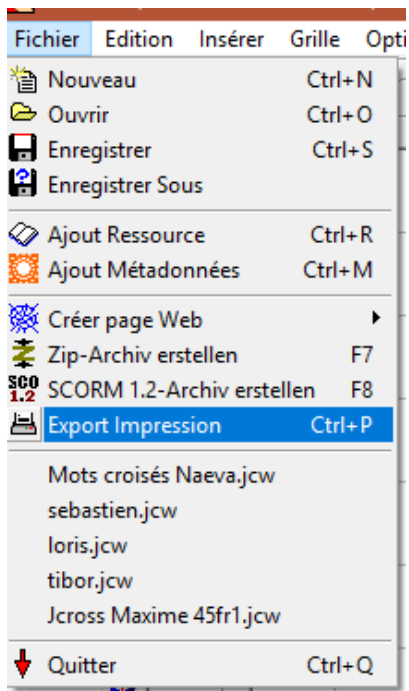 Fichier Edition Insérer Grille Opti
Nouveau Ctrl+N
Ouvrir Ctrl+O
Enregistrer Ctrl+S
Enregistrer Sous
Ajout Ressource Ctrl+R
Ajout Métadonnées Ctrl+M
Créer page Web
Zip-Archiv erstellen F7
SCO 1.2 SCORM 1.2-Archiv erstellen F8
Export Impression Ctrl+P
Mots croisés Naeva.jcw
sebastien.jcw
loris.jcw
tibor.jcw
Jcross Maxime 45fr1.jcw
Quitter Ctrl+Q